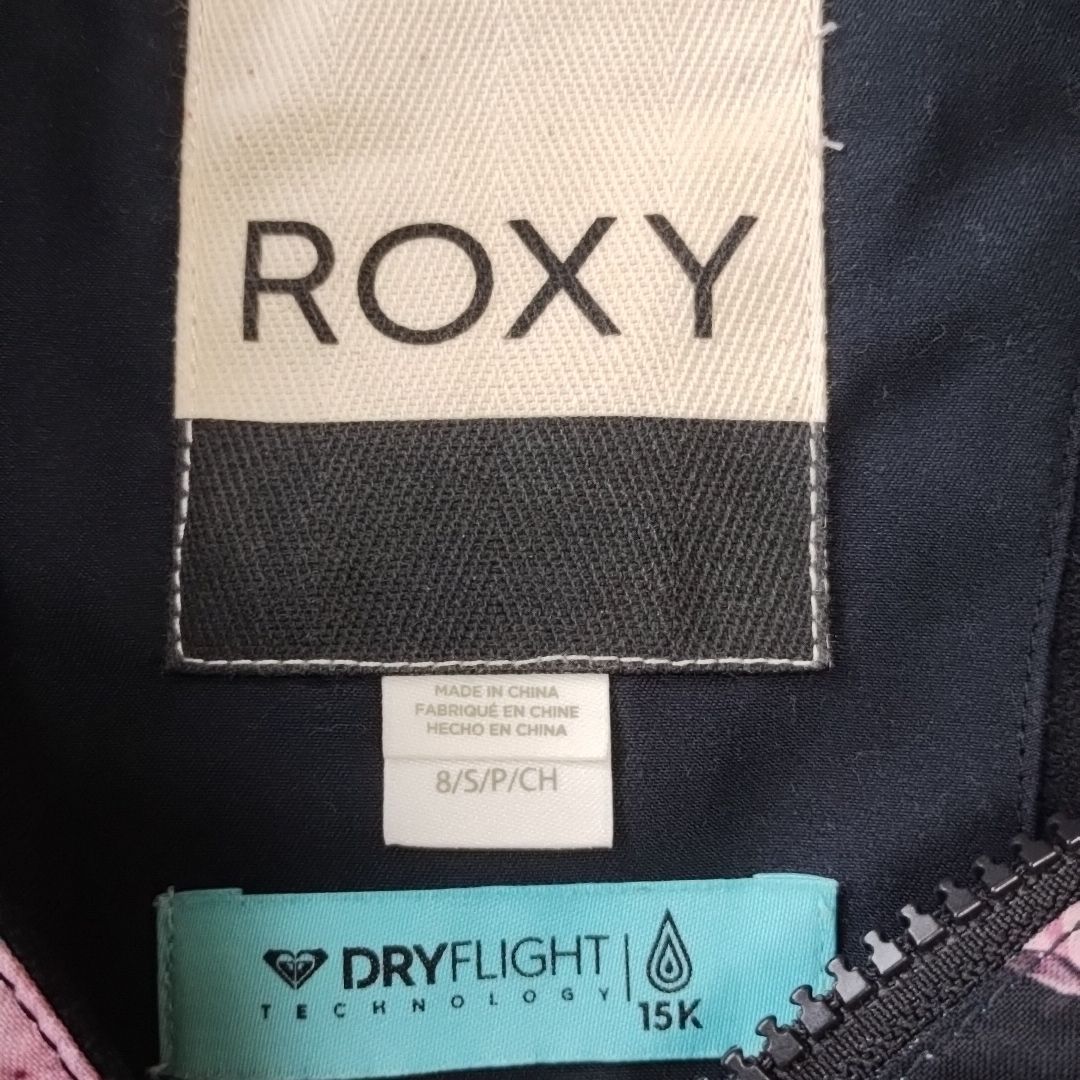 ROXY
MADE IN CHINA
FABRIQUÉ EN CHINE
HECHO EN CHINA
8/S/P/CH
DRYFLIGHT
TECHNOLOGY
15K